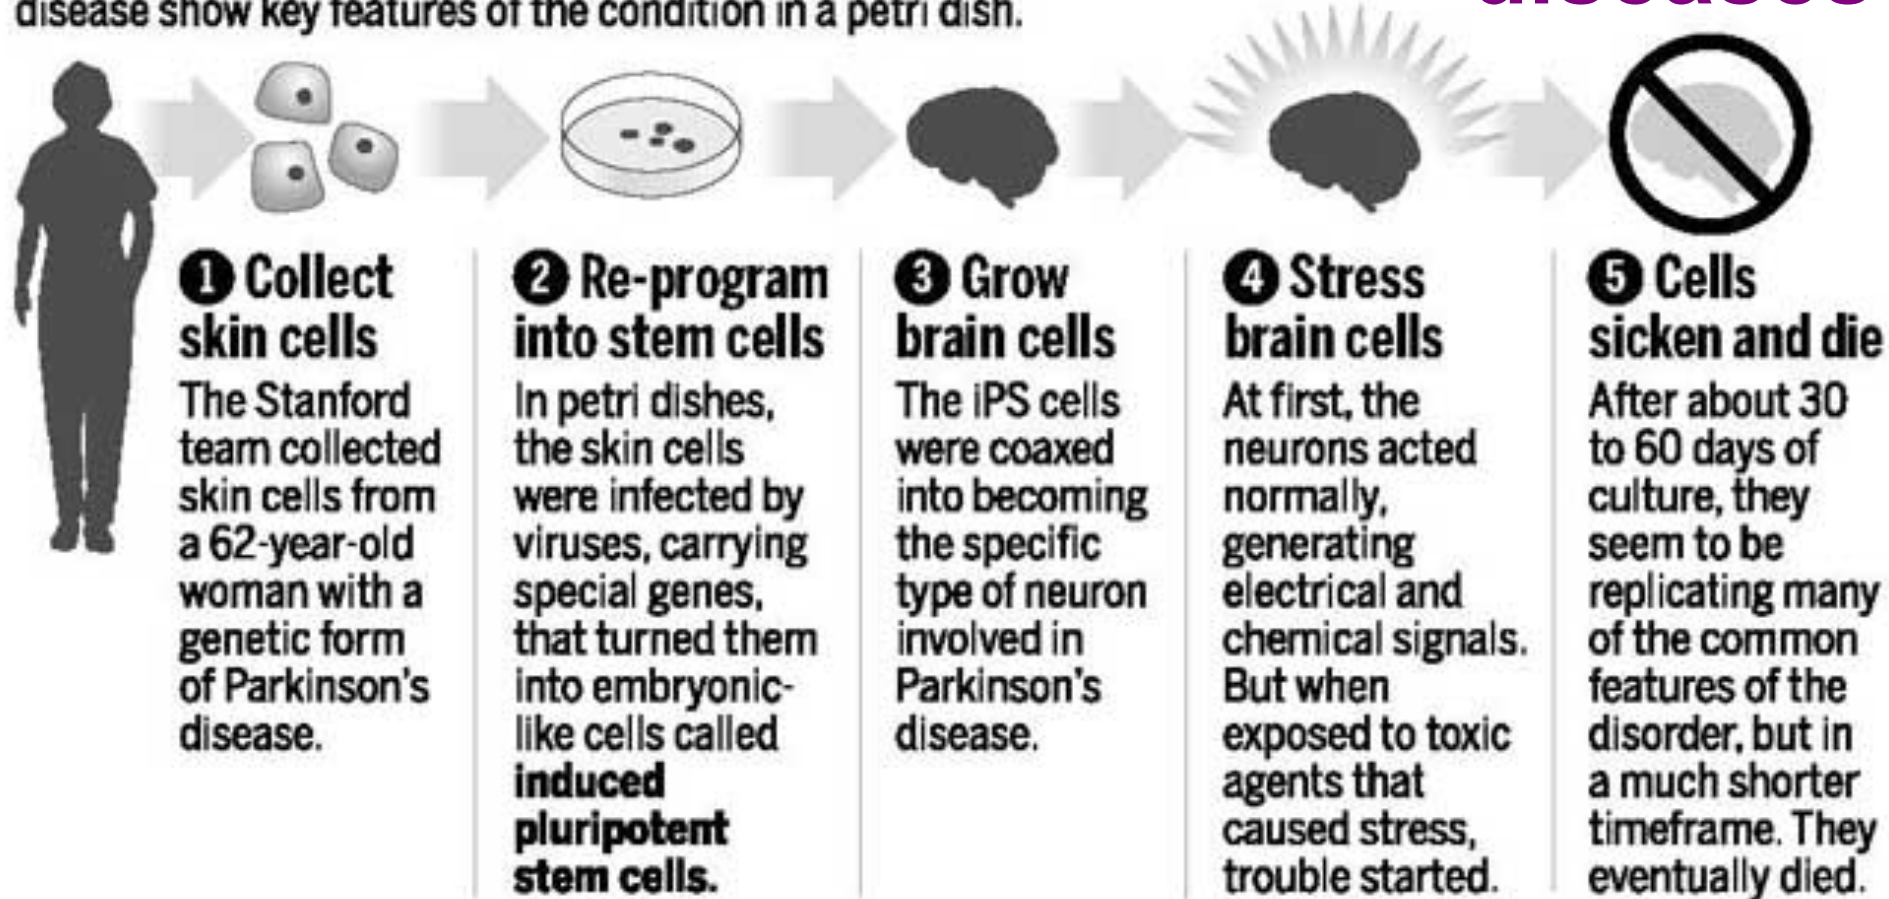 diseases
disease show key features of the condition in a petri dish.
1 Collect
skin cells
The Stanford
team collected
skin cells from
a 62-year-old
woman with a
genetic form
of Parkinson's
disease.
2 Re-program
into stem cells
In petri dishes,
the skin cells
were infected by
viruses, carrying
special genes,
that turned them
into embryonic-
like cells called
induced
pluripotent
stem cells.
3 Grow
brain cells
The iPS cells
were coaxed
into becoming
the specific
type of neuron
involved in
Parkinson's
disease.
4 Stress
brain cells
At first, the
neurons acted
normally,
generating
electrical and
chemical signals.
But when
exposed to toxic
agents that
caused stress,
trouble started.
5 Cells
sicken and die
After about 30
to 60 days of
culture, they
seem to be
replicating many
of the common
features of the
disorder, but in
a much shorter
timeframe. They
eventually died.